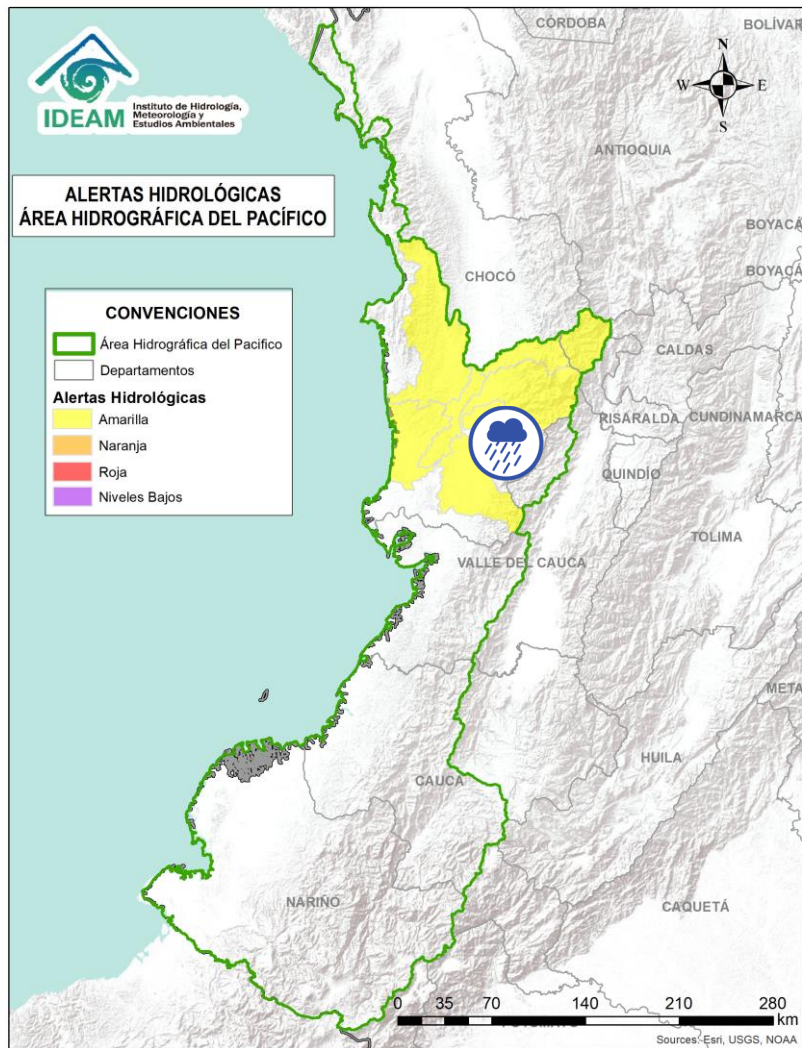 IDEAM
Instituto de Hidrología,
Meteorología y
Estudios Ambientales
ALERTAS HIDROLÓGICAS
ÁREA HIDROGRÁFICA DEL PACÍFICO
CONVENCIONES
Área Hidrográfica del Pacifico
Departamentos
Alertas Hidrológicas
Amarilla
Naranja
Roja
Niveles Bajos
N
W
E
S
CÓRDOBA
BOLÍVAR
ANTIOQUIA
BOYACÁ
BOYACÁ
CHOCÓ
CALDAS
RISARALDA
CUNDINAMARCA
QUINDÍO
TOLIMA
VALLE DEL CAUCA
META
HUILA
CAUCA
CAQUETÁ
NARIÑO
0 35 70 140 210 280
km
Sources: Esri, USGS, NOAA